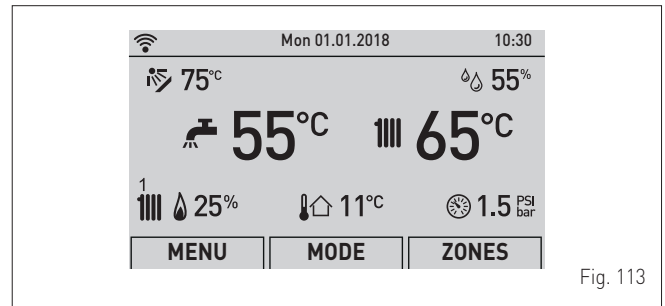 Mon 01.01.2018 10:30
75°C 55%
55°C 65°C
1
25% 11°C 1.5 PSI bar
MENU MODE ZONES
Fig. 113